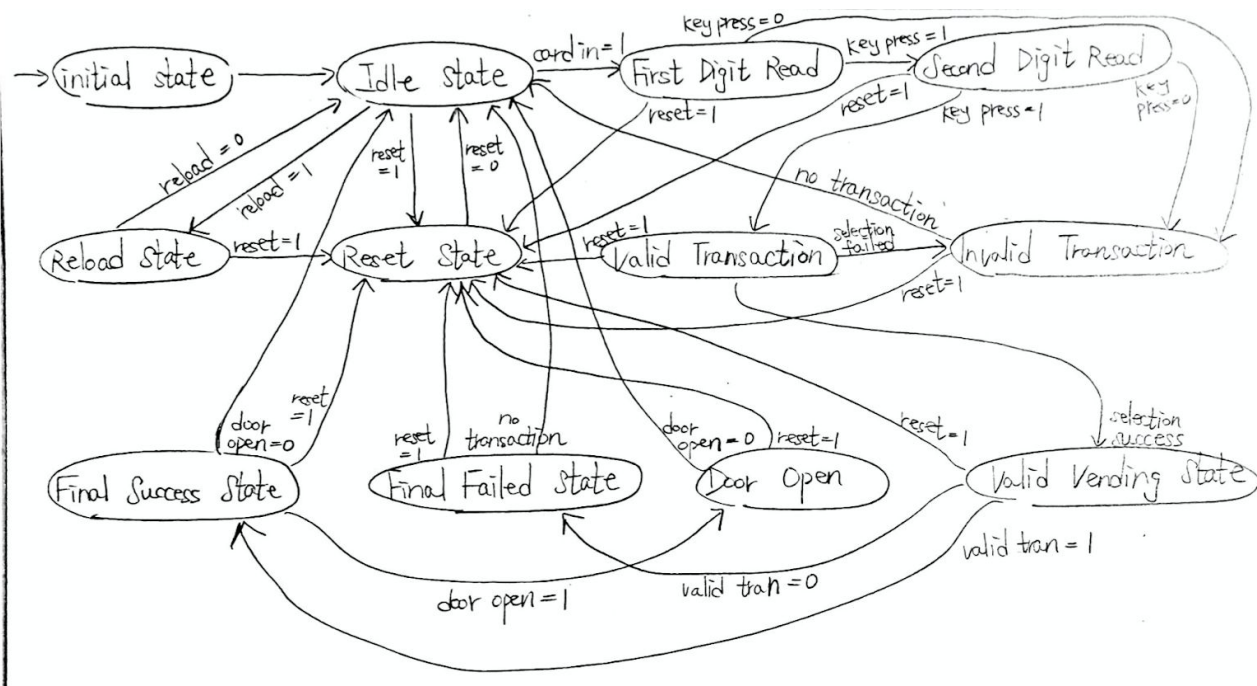 key press=0
initial state
Idle State
card in=1
First Digit Read
key press=1
Second Digit Read
reset=1
reset=1
key press=1
key
press=0
reload=0
reload=1
reset
=1
reset
=0
no transaction
Reload State
reset=1
Reset State
reset=1
Valid Transaction
selection
failed
Invalid Transaction
reset=1
door
open=0
reset
=1
reset
=1
no
transaction
door
open=0
reset=1
reset=1
selection
success
Final Success State
Final Failed State
Door Open
Valid Vending State
door open=1
valid tran=0
valid tran=1